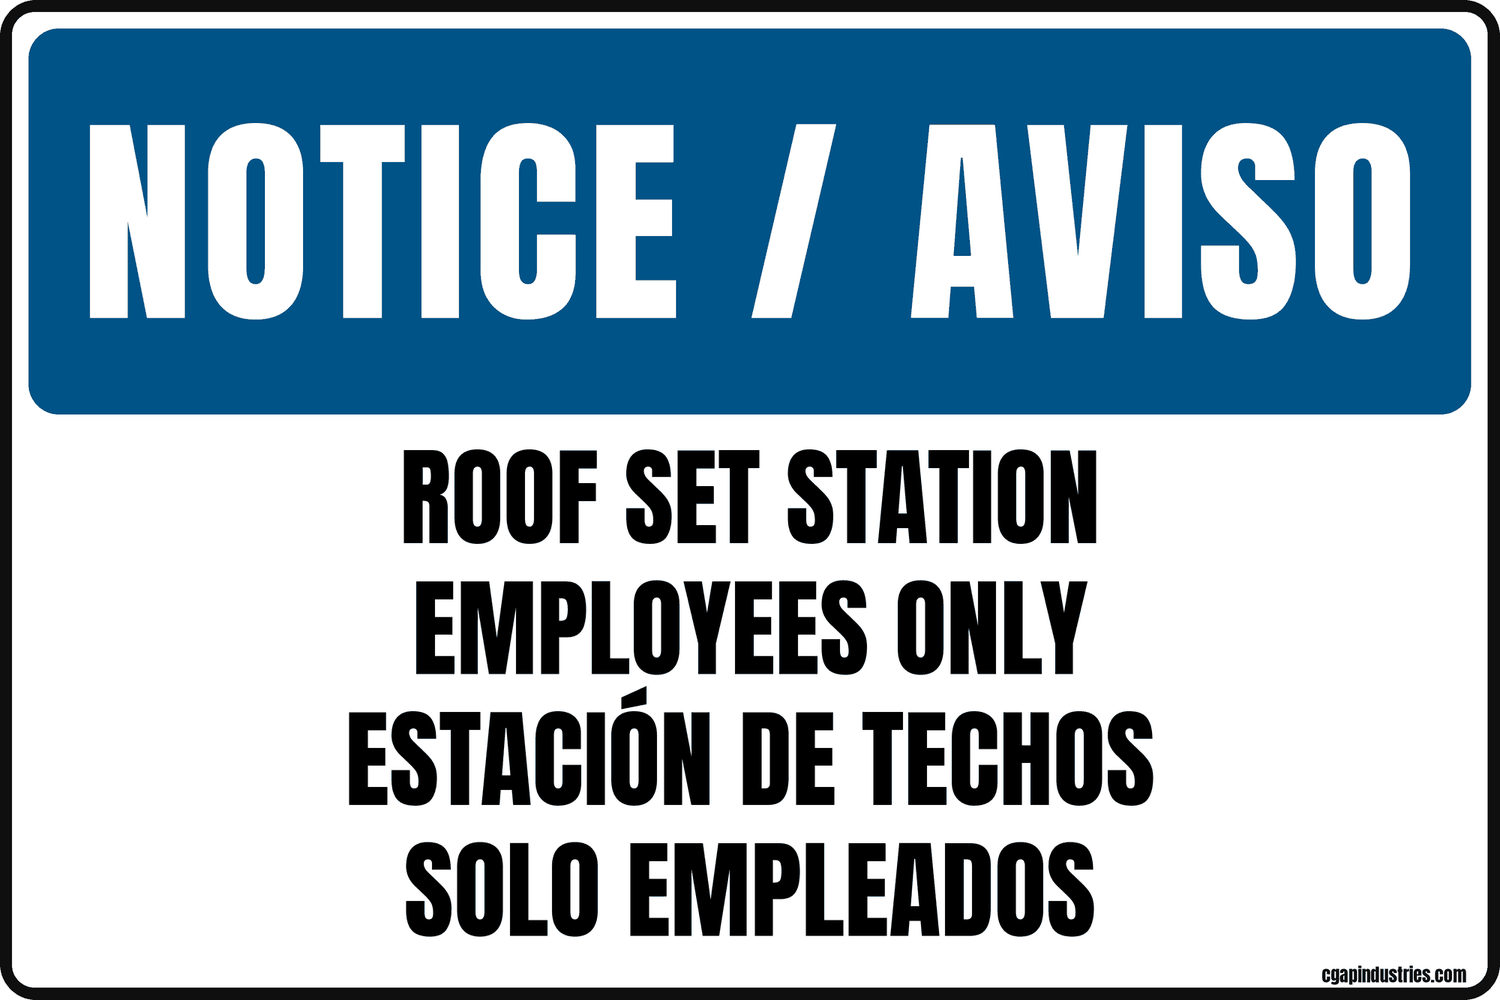 NOTICE / AVISO
ROOF SET STATION
EMPLOYEES ONLY
ESTACIÓN DE TECHOS
SOLO EMPLEADOS
cgapindustries.com